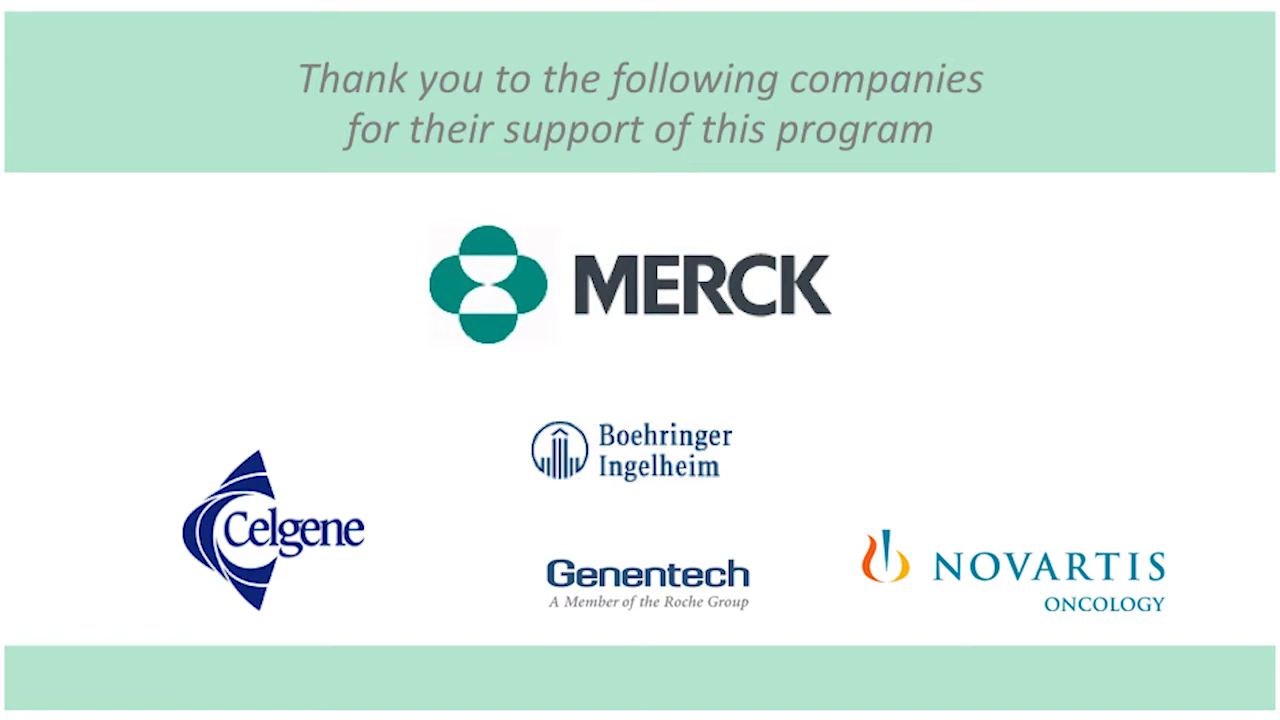 Thank you to the following companies
for their support of this program
MERCK
Boehringer
Ingelheim
Celgene
Genentech
A Member of the Roche Group
NOVARTIS
ONCOLOGY